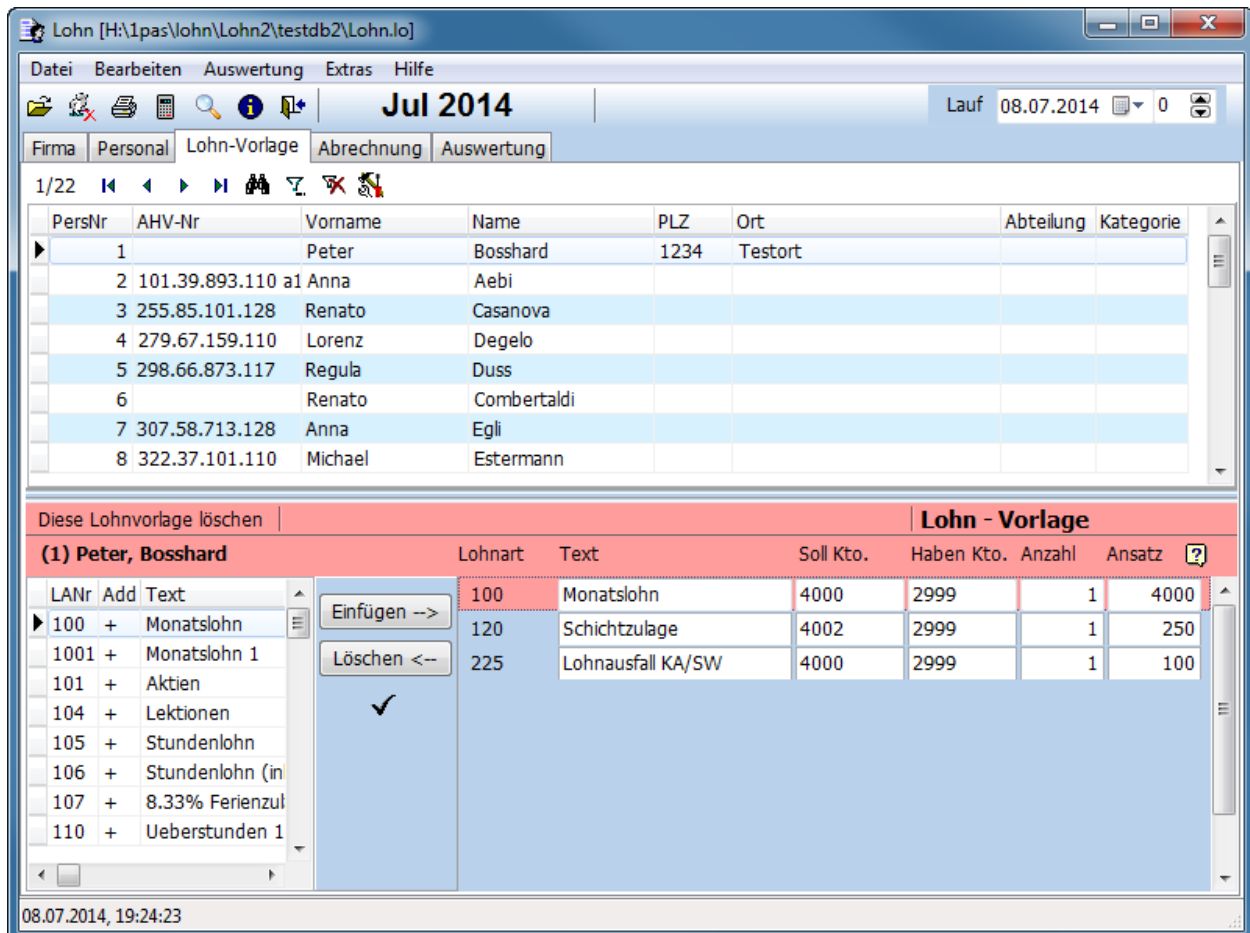 Lohn [H:\1pas\lohn\Lohn2\testdb2\Lohn.lo]
Datei Bearbeiten Auswertung Extras Hilfe
Jul 2014 Lauf 08.07.2014 0
Firma Personal Lohn-Vorlage Abrechnung Auswertung
1/22
PersNr AHV-Nr Vorname Name PLZ Ort Abteilung Kategorie
1 Peter Bosshard 1234 Testort
2 101.39.893.110 a1 Anna Aebi
3 255.85.101.128 Renato Casanova
4 279.67.159.110 Lorenz Degelo
5 298.66.873.117 Regula Duss
6 Renato Combertaldi
7 307.58.713.128 Anna Egli
8 322.37.101.110 Michael Estermann
Diese Lohnvorlage löschen Lohn - Vorlage
(1) Peter, Bosshard Lohnart Text Soll Kto. Haben Kto. Anzahl Ansatz ?
LANr Add Text
100 + Monatslohn
1001 + Monatslohn 1
101 + Aktien
104 + Lektionen
105 + Stundenlohn
106 + Stundenlohn (in
107 + 8.33% Ferienzul
110 + Ueberstunden 1
Einfügen -->
Löschen <--
100 Monatslohn 4000 2999 1 4000
120 Schichtzulage 4002 2999 1 250
225 Lohnausfall KA/SW 4000 2999 1 100
08.07.2014, 19:24:23